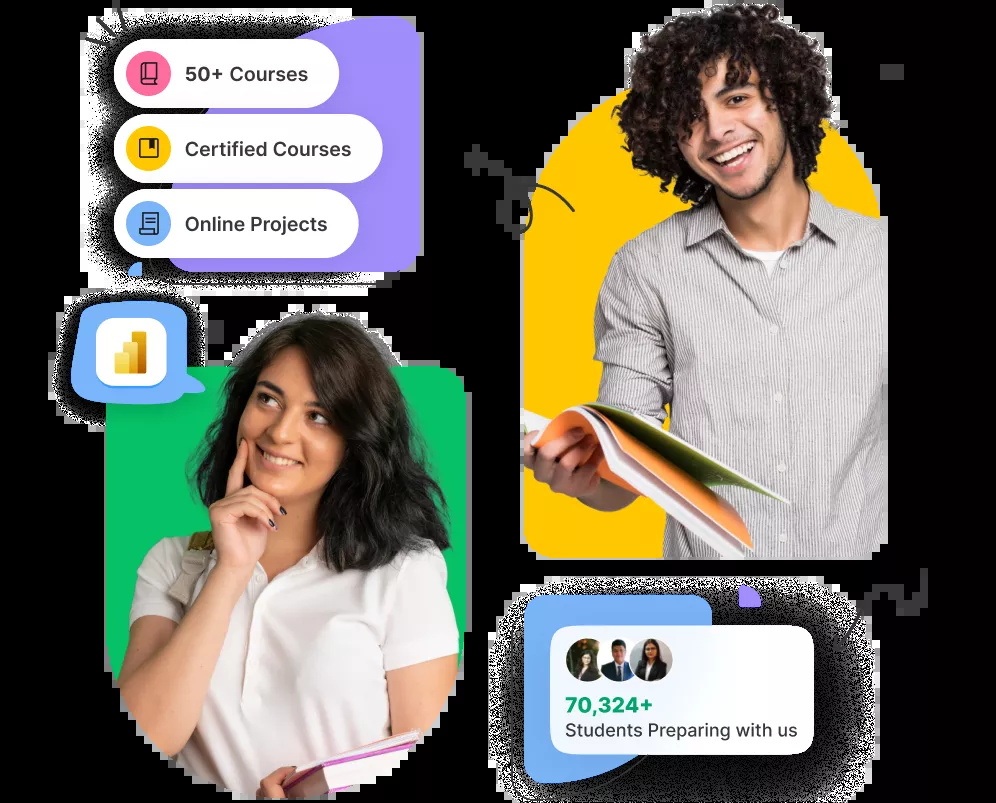 50+ Courses
Certified Courses
Online Projects
70,324+
Students Preparing with us